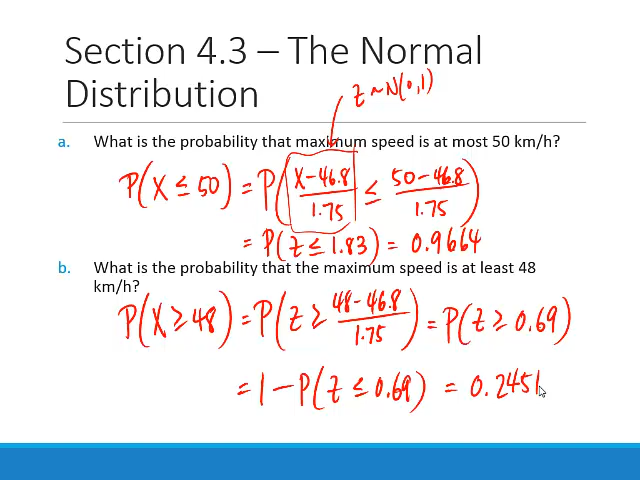 Section 4.3 – The Normal
Distribution
Z ~ N(0,1)
a. What is the probability that maximum speed is at most 50 km/h?
P(X ≤ 50) = P((X - 46.8)/1.75 ≤ (50 - 46.8)/1.75)
= P(Z ≤ 1.83) = 0.9664
b. What is the probability that the maximum speed is at least 48
km/h?
P(X ≥ 48) = P(Z ≥ (48 - 46.8)/1.75) = P(Z ≥ 0.69)
= 1 - P(Z ≤ 0.69) = 0.2451